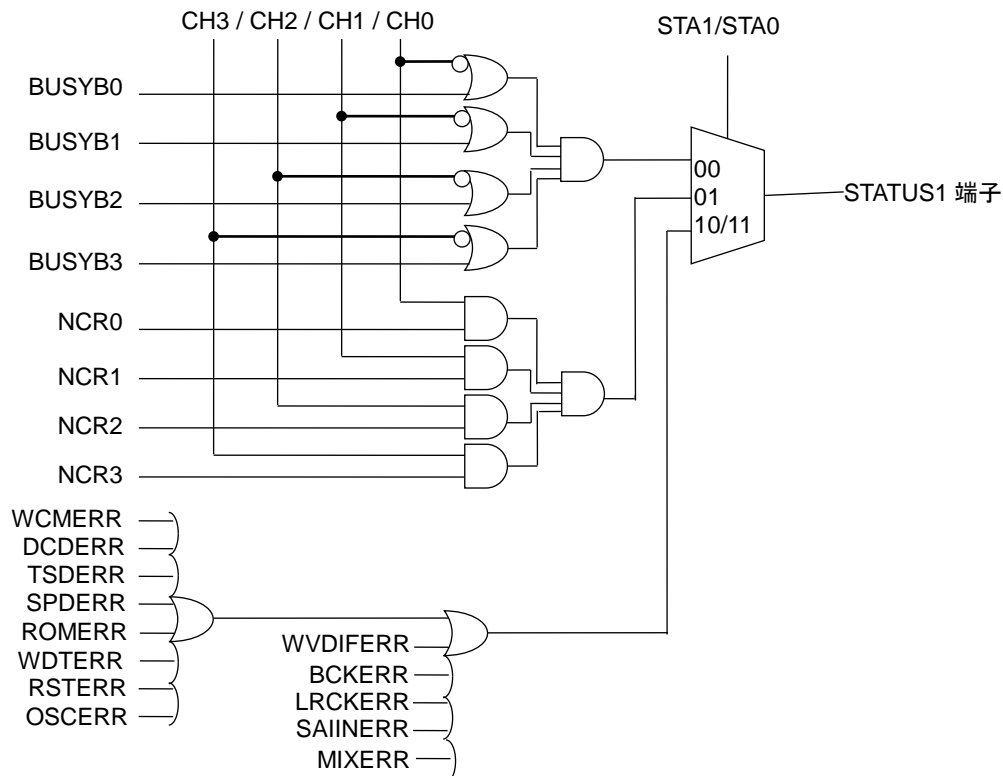 CH3 / CH2 / CH1 / CH0
STA1/STA0
BUSYB0
BUSYB1
BUSYB2
BUSYB3
00
01
10/11
STATUS1 端子
NCR0
NCR1
NCR2
NCR3
WCMERR
DCDERR
TSDERR
SPDERR
ROMERR
WDTERR
RSTERR
OSCERR
WVDIFERR
BCKERR
LRCKERR
SAIINERR
MIXERR